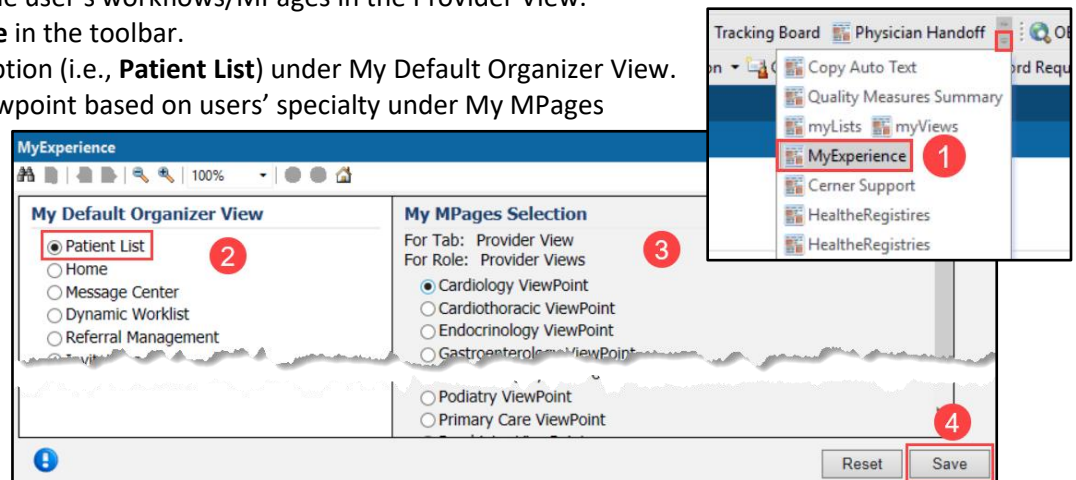 user's workflows/MPages in the Provider View.
in the toolbar.
(i.e., Patient List) under My Default Organizer View.
based on users' specialty under My MPages
Tracking Board Physician Handoff
Copy Auto Text
Quality Measures Summary
myLists myViews
MyExperience 1
Cerner Support
HealtheRegistires
HealtheRegistries
MyExperience
100%
My Default Organizer View
Patient List 2
Home
Message Center
Dynamic Worklist
Referral Management
My MPages Selection
For Tab: Provider View
For Role: Provider Views 3
Cardiology ViewPoint
Cardiothoracic ViewPoint
Endocrinology ViewPoint
Gastroenterology ViewPoint
Podiatry ViewPoint
Primary Care ViewPoint
4
Reset Save